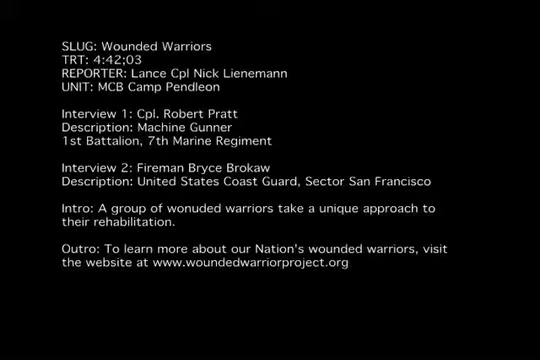 SLUG: Wounded Warriors
TRT: 4:42;03
REPORTER: Lance Cpl Nick Lienemann
UNIT: MCB Camp Pendleon
Interview 1: Cpl. Robert Pratt
Description: Machine Gunner
1st Battalion, 7th Marine Regiment
Interview 2: Fireman Bryce Brokaw
Description: United States Coast Guard, Sector San Francisco
Intro: A group of wonuded warriors take a unique approach to
their rehabilitation.
Outro: To learn more about our Nation's wounded warriors, visit
the website at www.woundedwarriorproject.org